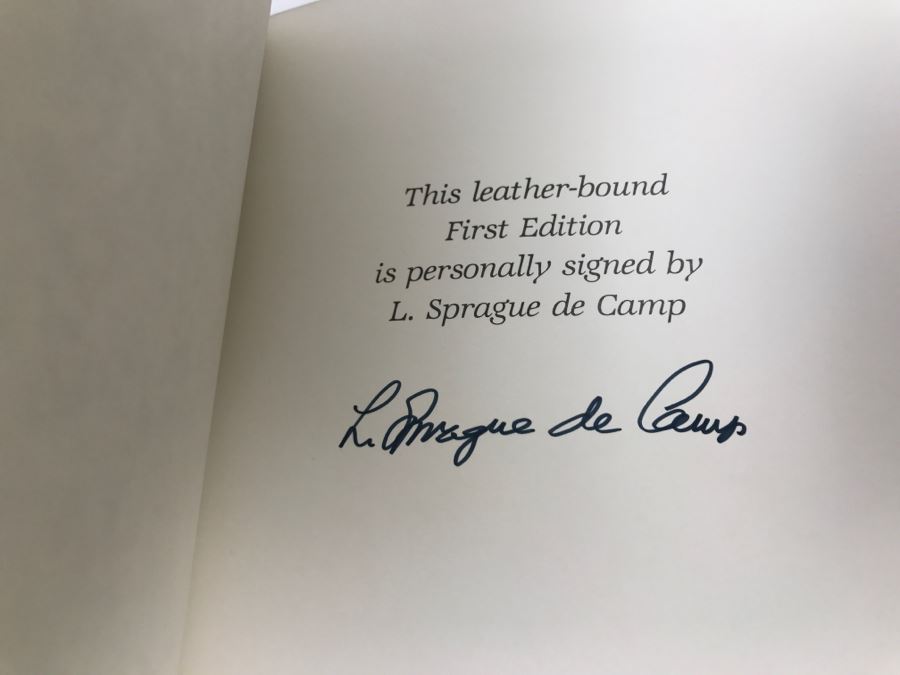 This leather-bound
First Edition
is personally signed by
L. Sprague de Camp
L. Sprague de Camp